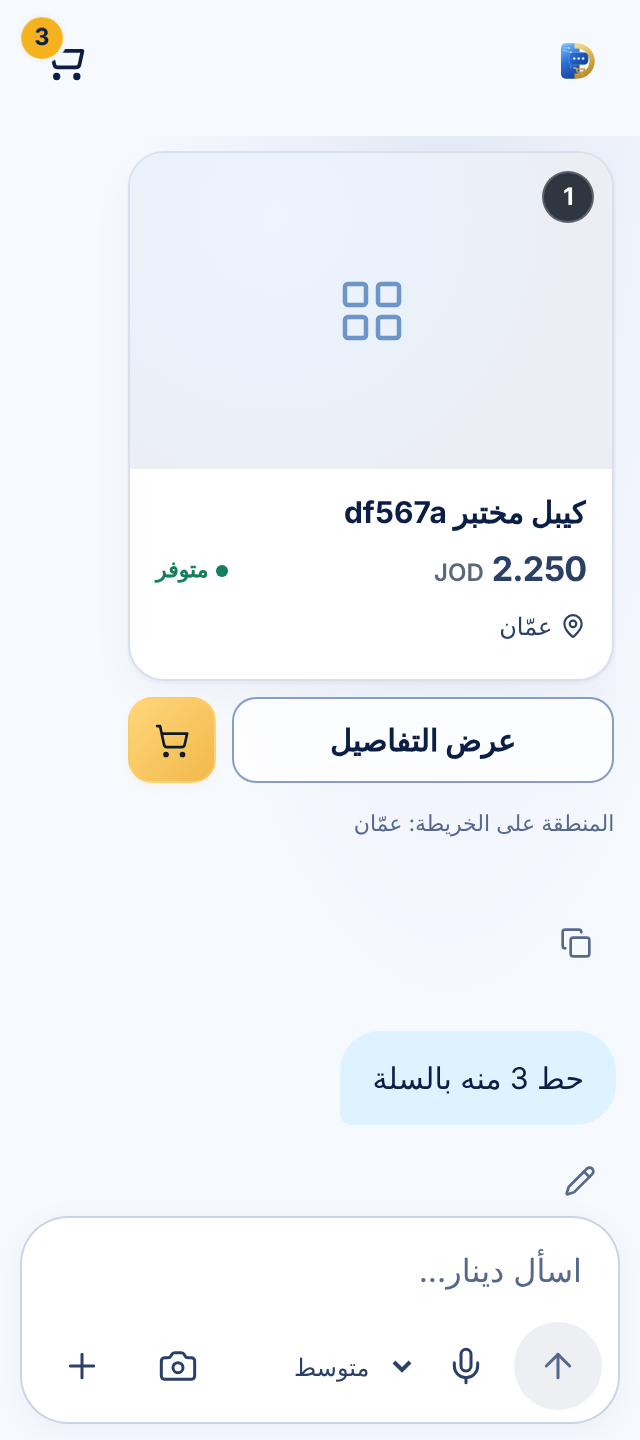 3
1
كيبل مختبر df567a
2.250 JOD
متوفر
عمّان
عرض التفاصيل
المنطقة على الخريطة: عمّان
حط 3 منه بالسلة
اسأل دينار...
متوسط